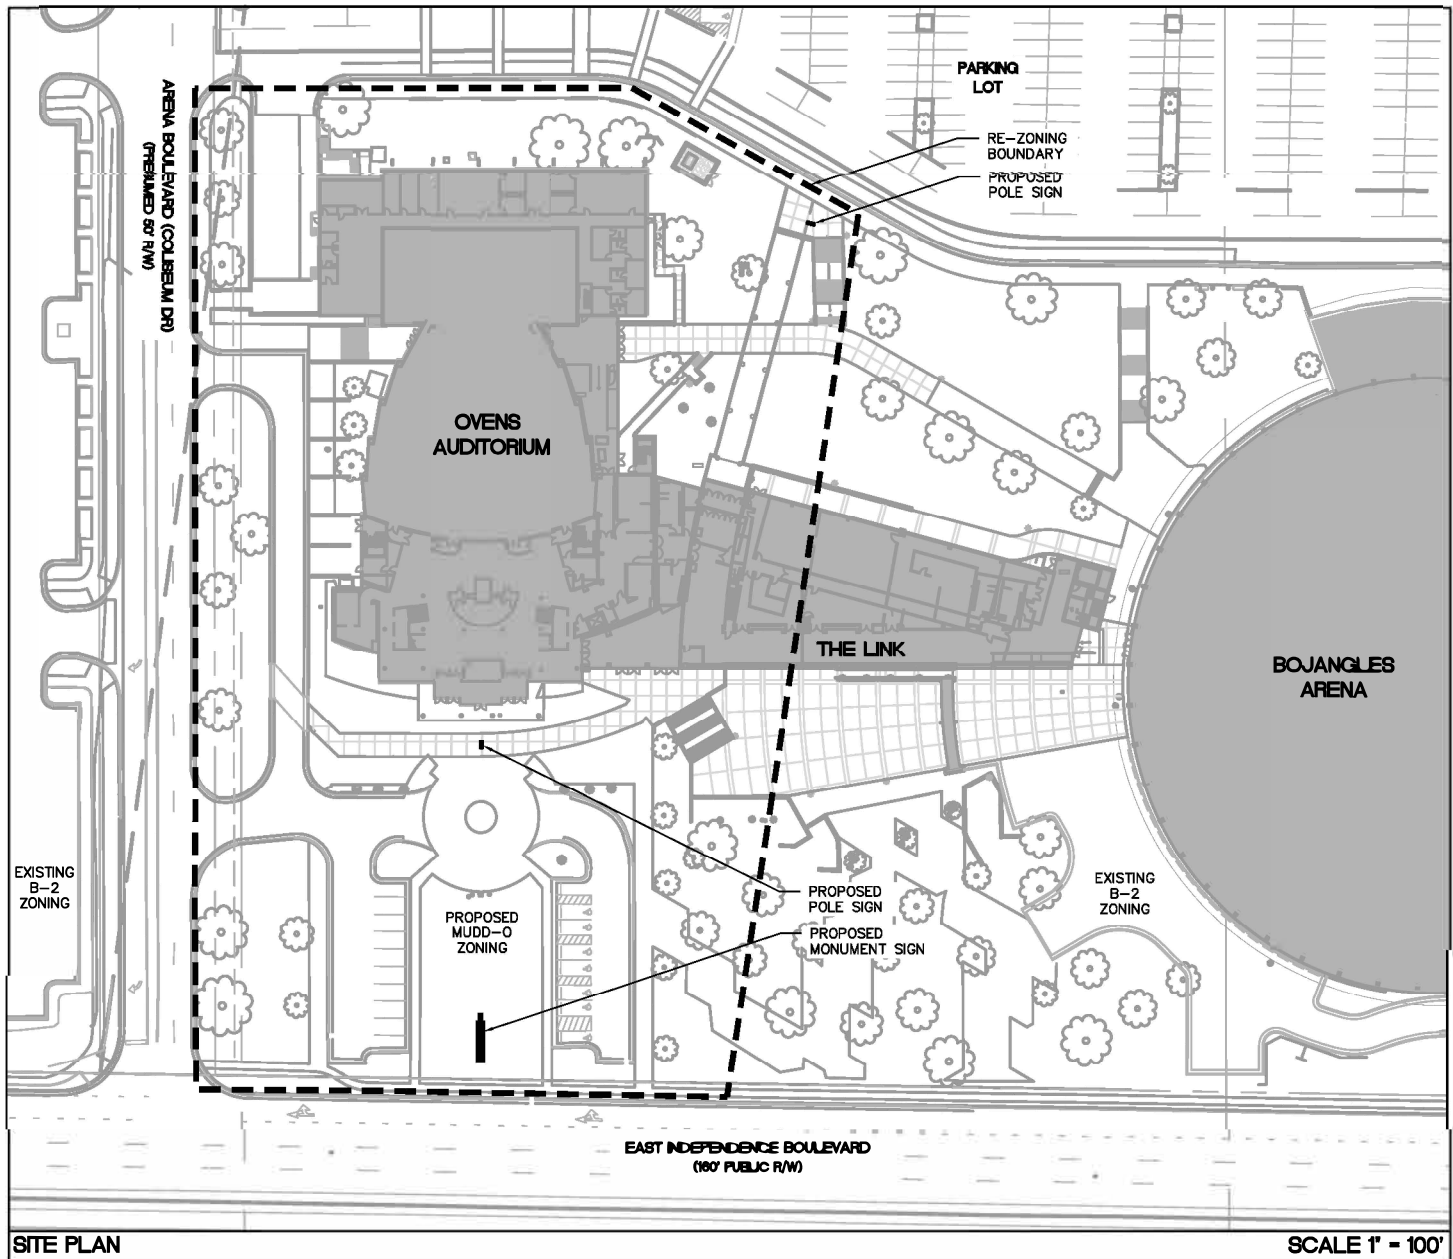 PARKING
LOT
RE-ZONING
BOUNDARY
PROPOSED
POLE SIGN
ARENA BOULEVARD (COLISEUM DR)
(PRESUMED 50' R/W)
OVENS
AUDITORIUM
THE LINK
BOJANGLES
ARENA
EXISTING
B-2
ZONING
PROPOSED
MUDD-O
ZONING
PROPOSED
POLE SIGN
PROPOSED
MONUMENT SIGN
EXISTING
B-2
ZONING
EAST INDEPENDENCE BOULEVARD
(160' PUBLIC R/W)
SITE PLAN
SCALE 1" = 100'